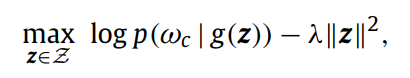 max log p(ω_c | g(z)) − λ‖z‖²,
z∈𝒵